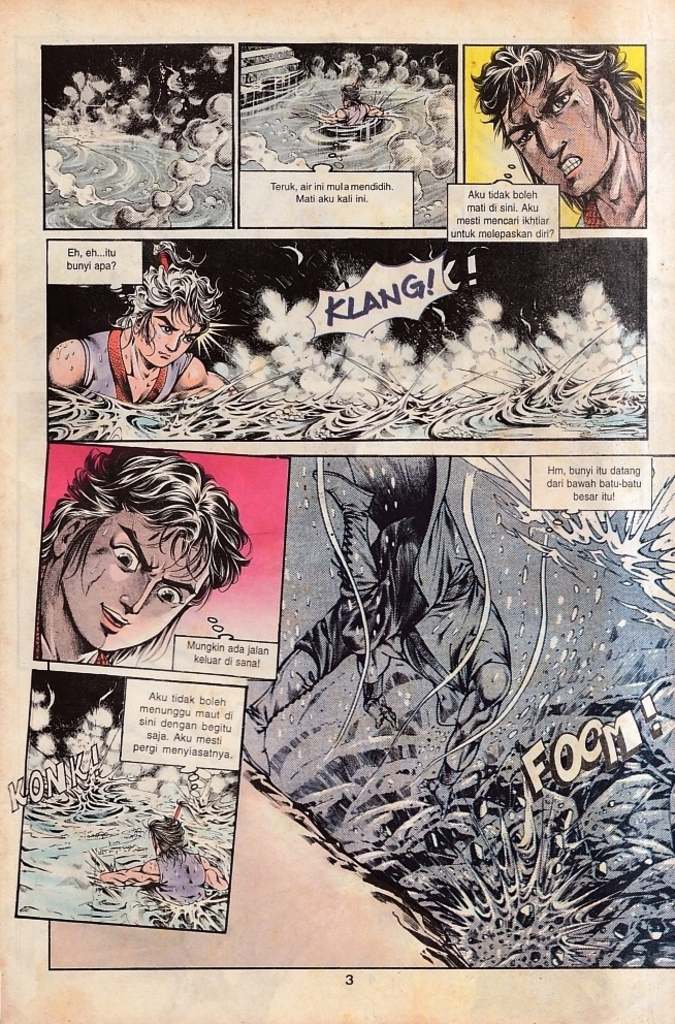 Teruk, air ini mula mendidih.
Mati aku kali ini.
Aku tidak boleh
mati di sini. Aku
mesti mencari ikhtiar
untuk melepaskan diri?
Eh, eh...itu
bunyi apa?
KLANG!
!
Mungkin ada jalan
keluar di sana!
Hm, bunyi itu datang
dari bawah batu-batu
besar itu!
Aku tidak boleh
menunggu maut di
sini dengan begitu
saja. Aku mesti
pergi menyiasatnya.
KONK!
FOOM!
3